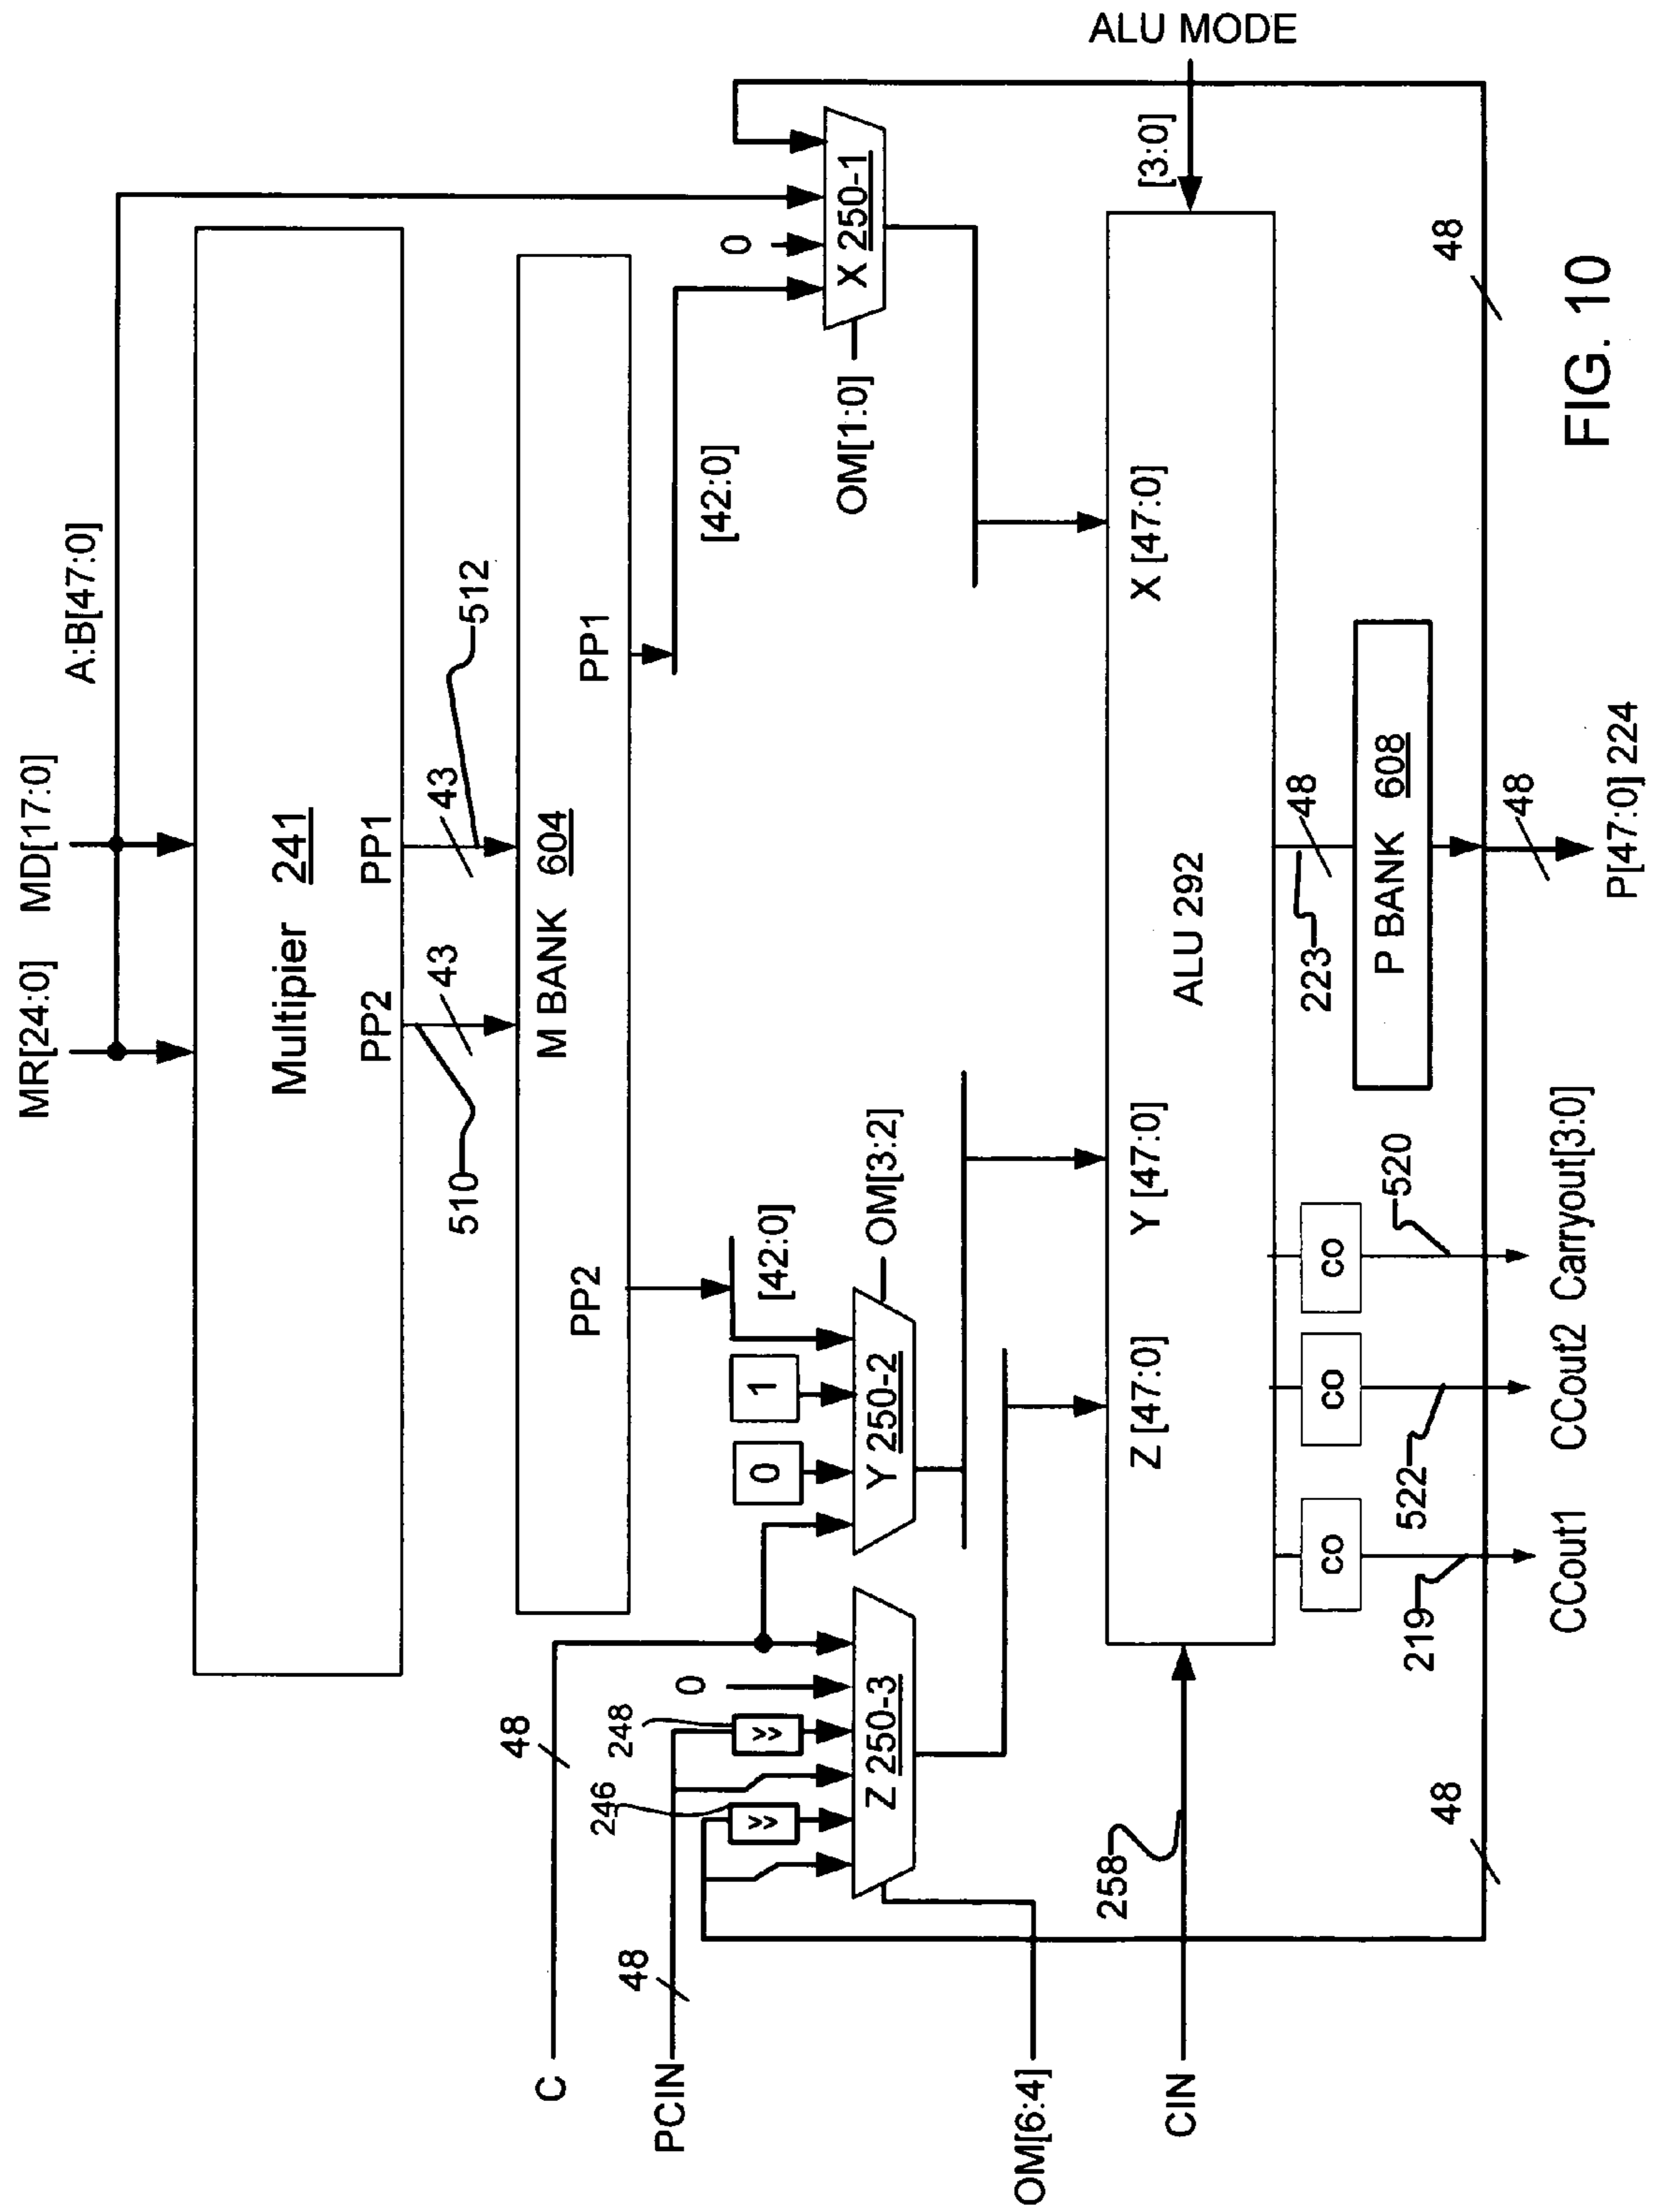 MR[24:0] MD[17:0]
A:B[47:0]
Multipier 241
PP2 PP1
510
43
43
512
M BANK 604
PP2
PP1
C
48
PCIN
48
246
248
>>
>>
0
0
1
[42:0]
[42:0]
0
Z 250-3
Y 250-2
X 250-1
OM[6:4]
OM[3:2]
OM[1:0]
CIN
258
Z [47:0]
Y [47:0]
X [47:0]
ALU 292
[3:0]
ALU MODE
CO
CO
CO
223
48
P BANK 608
219
522
520
48
48
48
CCout1
CCout2
Carryout[3:0]
P[47:0] 224
FIG. 10